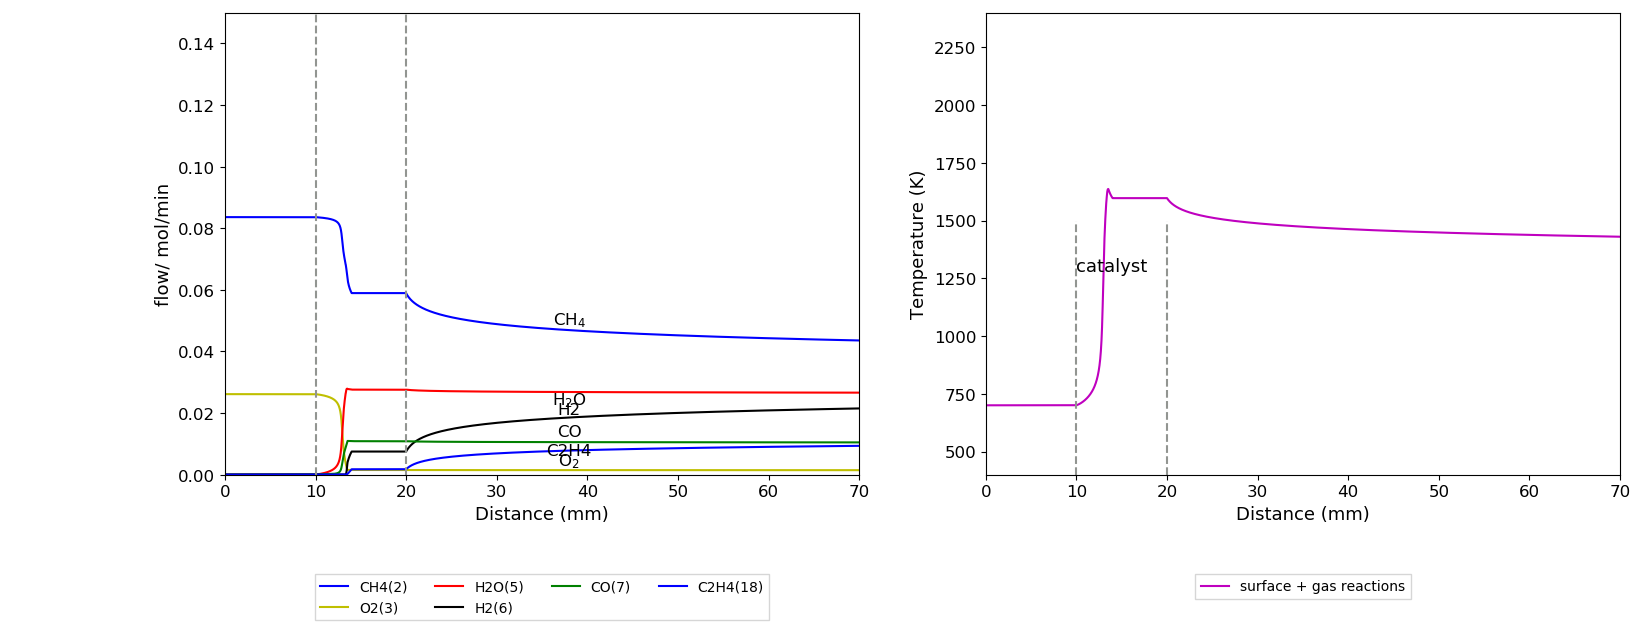 0.14
0.12
0.10
0.08
0.06
0.04
0.02
0.00
flow/ mol/min
CH₄
H₂O
H2
CO
C2H4
O₂
0 10 20 30 40 50 60 70
Distance (mm)
CH4(2) H2O(5) CO(7) C2H4(18)
O2(3) H2(6)
2250
2000
1750
1500
1250
1000
750
500
Temperature (K)
catalyst
0 10 20 30 40 50 60 70
Distance (mm)
surface + gas reactions